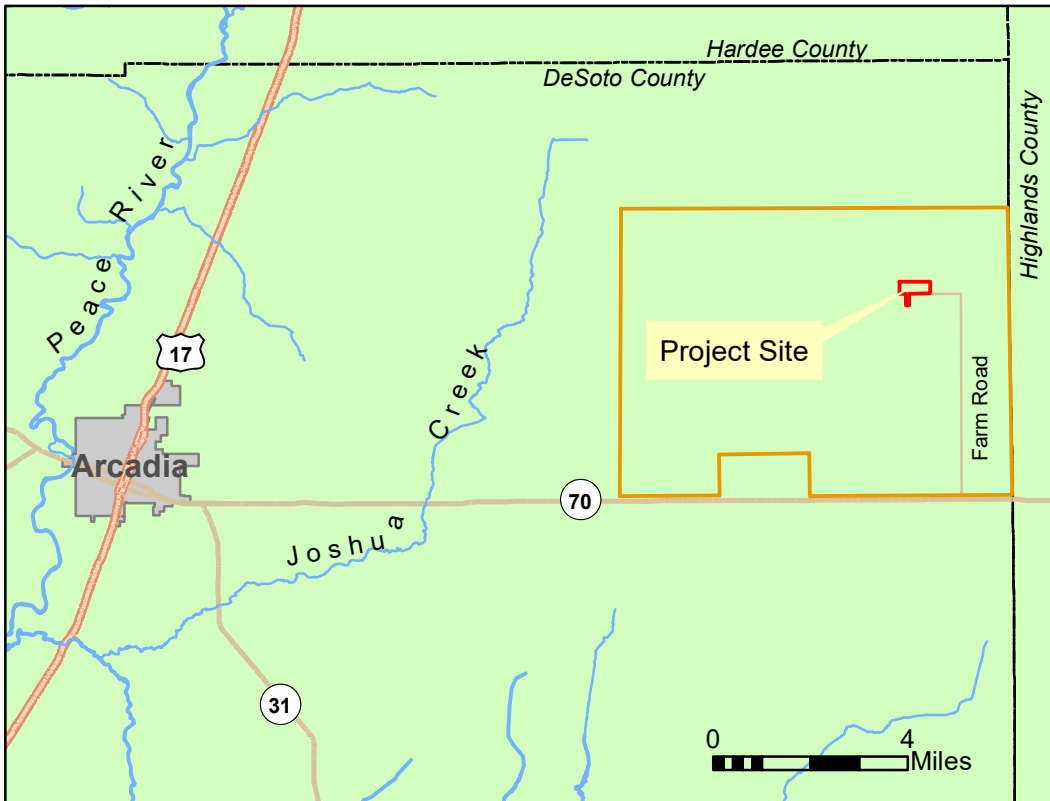 Hardee County
DeSoto County
Highlands County
Peace River
17
Project Site
Creek
Farm Road
Arcadia
70
Joshua
31
0 4
Miles